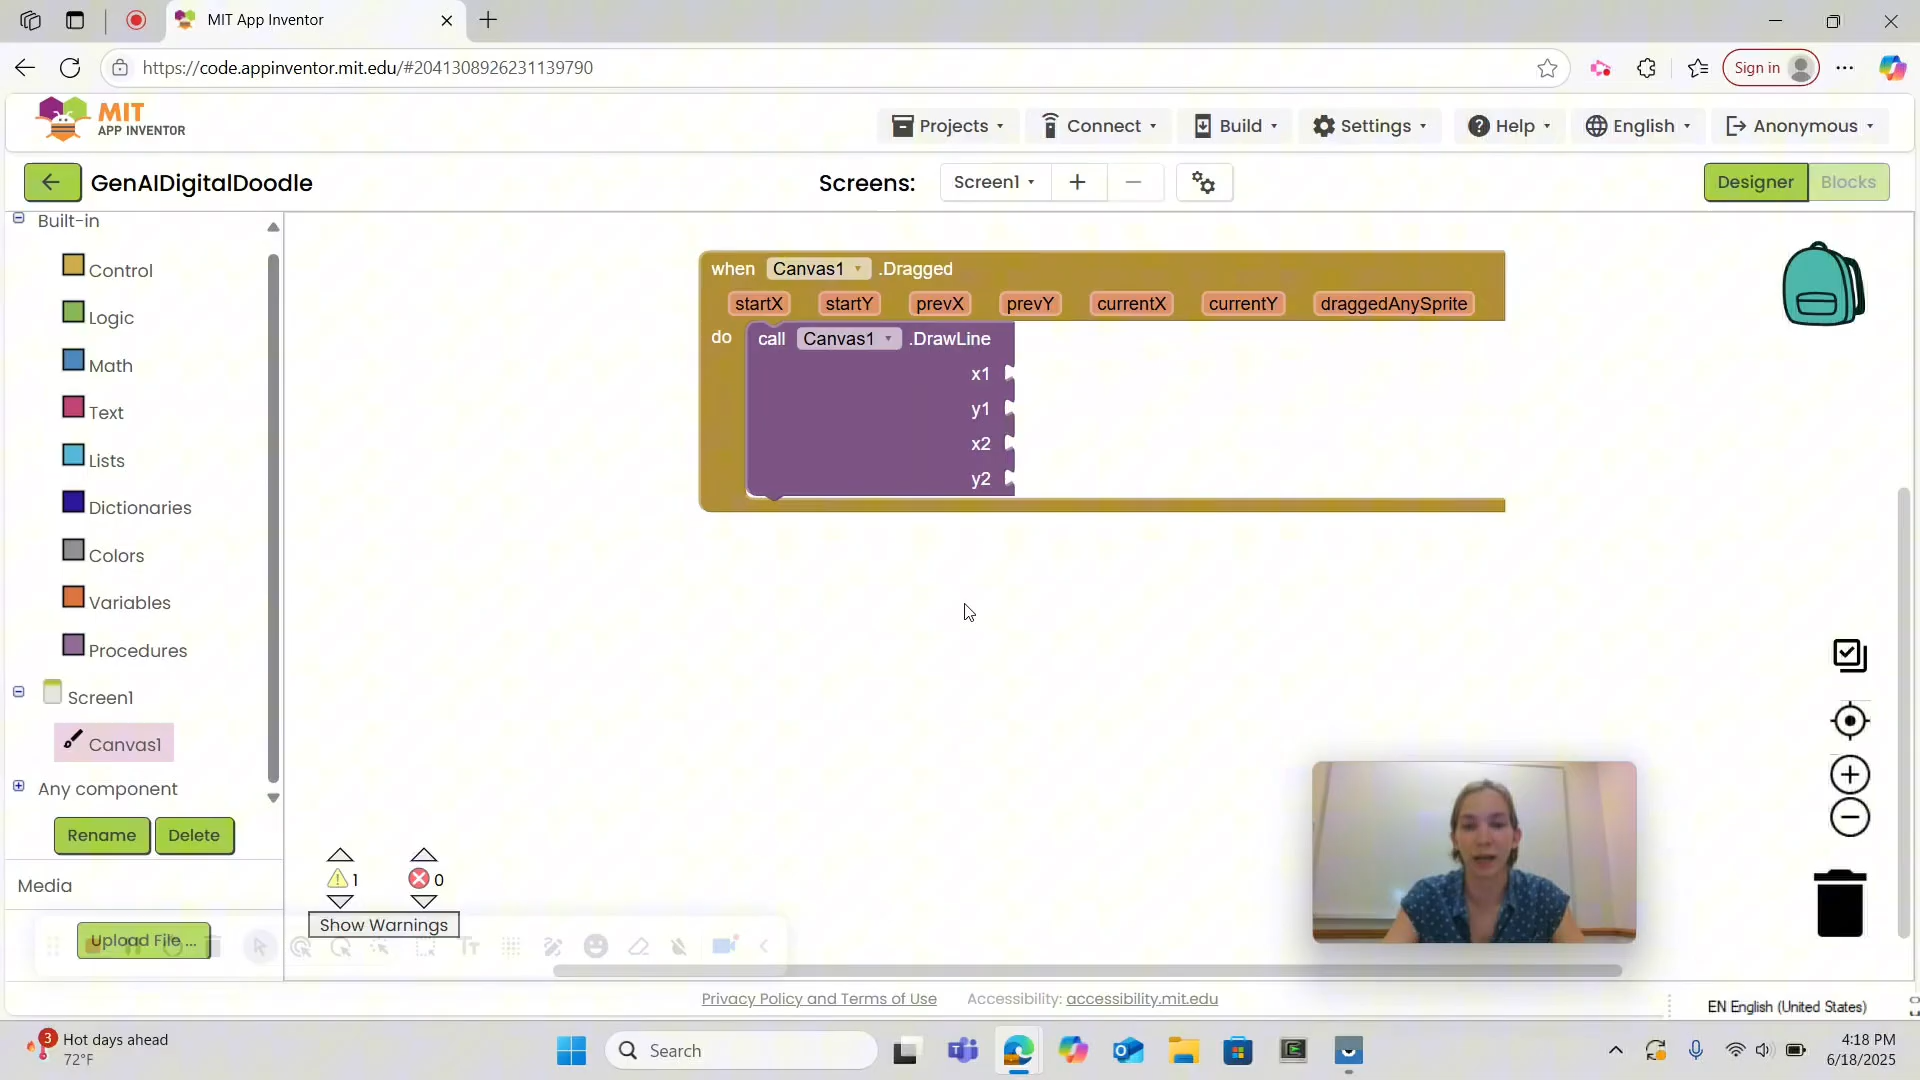 MIT App Inventor
https://code.appinventor.mit.edu/#2041308926231139790
Sign in
MIT
APP INVENTOR
Projects
Connect
Build
Settings
Help
English
Anonymous
GenAIDigitalDoodle
Screens:
Screen1
Designer
Blocks
Built-in
Control
Logic
Math
Text
Lists
Dictionaries
Colors
Variables
Procedures
Screen1
Canvas1
Any component
Rename
Delete
Media
Upload File ...
when Canvas1 .Dragged
startX startY prevX prevY currentX currentY draggedAnySprite
do call Canvas1 .DrawLine
x1
y1
x2
y2
1
0
Show Warnings
Tт
Privacy Policy and Terms of Use
Accessibility: accessibility.mit.edu
EN English (United States)
3
Hot days ahead
72°F
Search
4:18 PM
6/18/2025